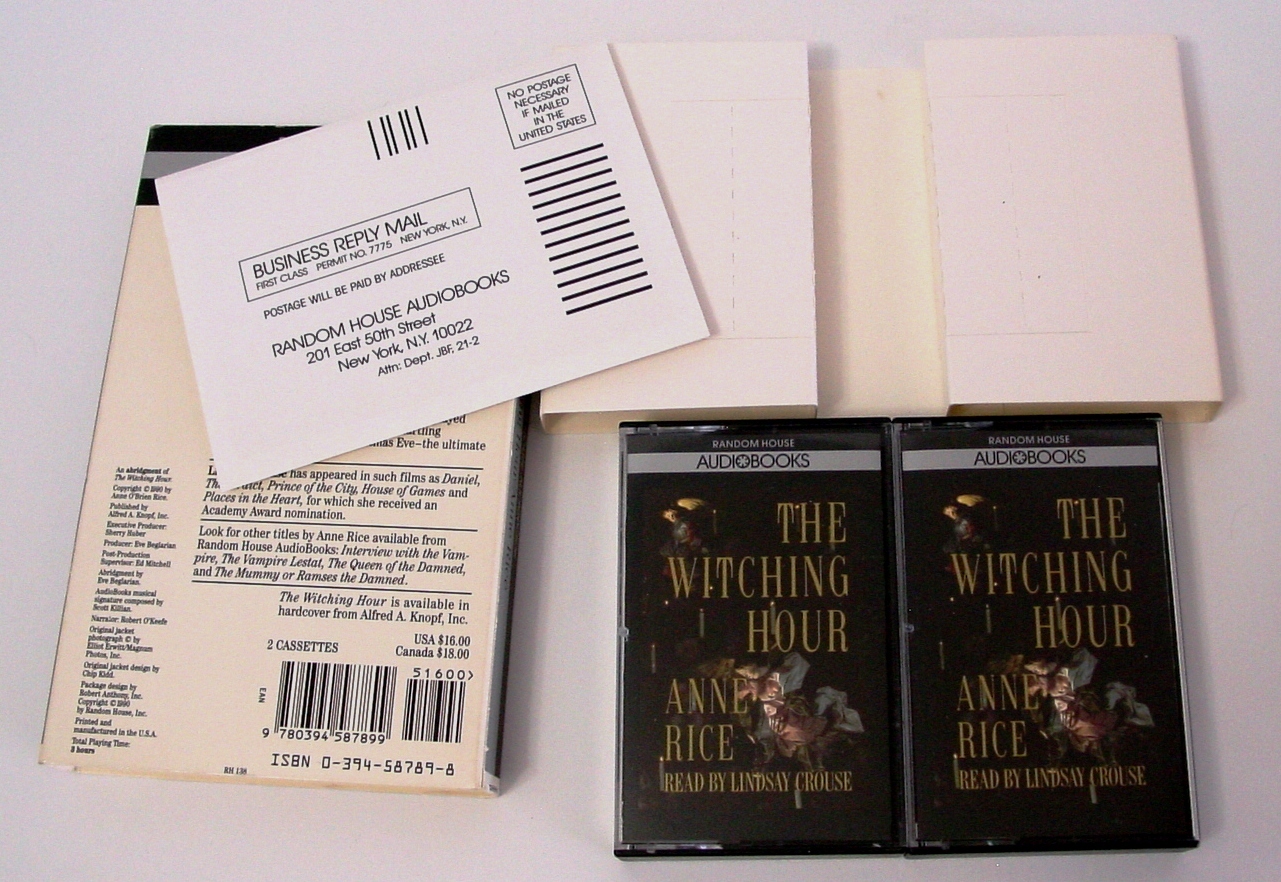 NO POSTAGE
NECESSARY
IF MAILED
IN THE
UNITED STATES
BUSINESS REPLY MAIL
FIRST CLASS PERMIT NO. 7775 NEW YORK, N.Y.
POSTAGE WILL BE PAID BY ADDRESSEE
RANDOM HOUSE AUDIOBOOKS
201 East 50th Street
New York, N.Y. 10022
Attn: Dept. JBF, 21-2
mas Eve–the ultimate
has appeared in such films as Daniel,
Prince of the City, House of Games and
Places in the Heart, for which she received an
Academy Award nomination.
Look for other titles by Anne Rice available from
Random House AudioBooks: Interview with the Vam-
pire, The Vampire Lestat, The Queen of the Damned,
and The Mummy or Ramses the Damned.
The Witching Hour is available in
hardcover from Alfred A. Knopf, Inc.
2 CASSETTES
USA $16.00
Canada $18.00
51600>
EAN
9 780394 587899
ISBN 0-394-58789-8
An abridgment of
The Witching Hour.
Copyright © 1990 by
Anne O'Brien Rice.
Published by
Alfred A. Knopf, Inc.
Executive Producer:
Sherry Huber
Producer: Eve Beglarian
Post-Production
Supervisor: Ed Mitchell
Abridgment by
Eve Beglarian.
AudioBooks musical
signature composed by
Scott Killian.
Narrator: Robert O'Keefe
Original jacket
photograph © by
Elliot Erwitt/Magnum
Photos, Inc.
Original jacket design by
Chip Kidd.
Package design by
Robert Anthony, Inc.
Copyright © 1990
by Random House, Inc.
Printed and
manufactured in the U.S.A.
Total Playing Time:
3 hours
RH 138
RANDOM HOUSE
AUDIOBOOKS
THE
WITCHING
HOUR
ANNE
RICE
READ BY LINDSAY CROUSE
RANDOM HOUSE
AUDIOBOOKS
THE
WITCHING
HOUR
ANNE
RICE
READ BY LINDSAY CROUSE